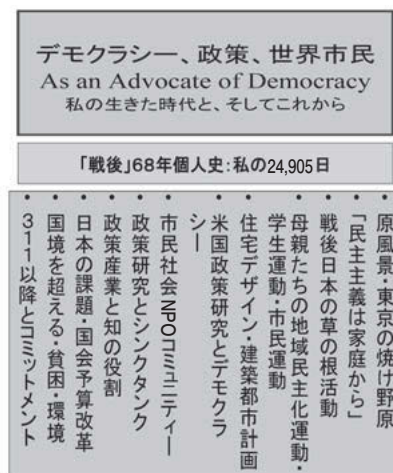 デモクラシー、政策、世界市民
As an Advocate of Democracy
私の生きた時代と、そしてこれから
「戦後」68年個人史:私の24,905日
• 原風景・東京の焼け野原
• 「民主主義は家庭から」
• 戦後日本の草の根活動
• 母親たちの地域民主化運動・
学生運動・市民運動
• 住宅デザイン・建築都市計画
• 米国政策研究とデモクラ
シー
• 市民社会NPOコミュニティー
• 政策研究とシンクタンク
• 政策産業と知の役割
• 日本の課題・国会予算改革
• 国境を超える・貧困・環境
• 311以降とコミットメント